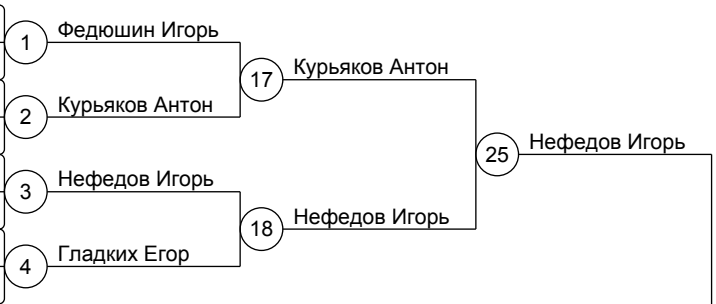 1 Федюшин Игорь
17 Курьяков Антон
2 Курьяков Антон
25 Нефедов Игорь
3 Нефедов Игорь
18 Нефедов Игорь
4 Гладких Егор